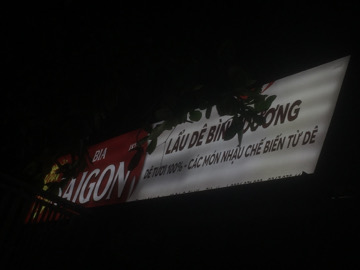 BIA
SAIGON
LẨU DÊ BÌNH DƯƠNG
DÊ TƯƠI 100% - CÁC MÓN NHẬU CHẾ BIẾN TỪ DÊ